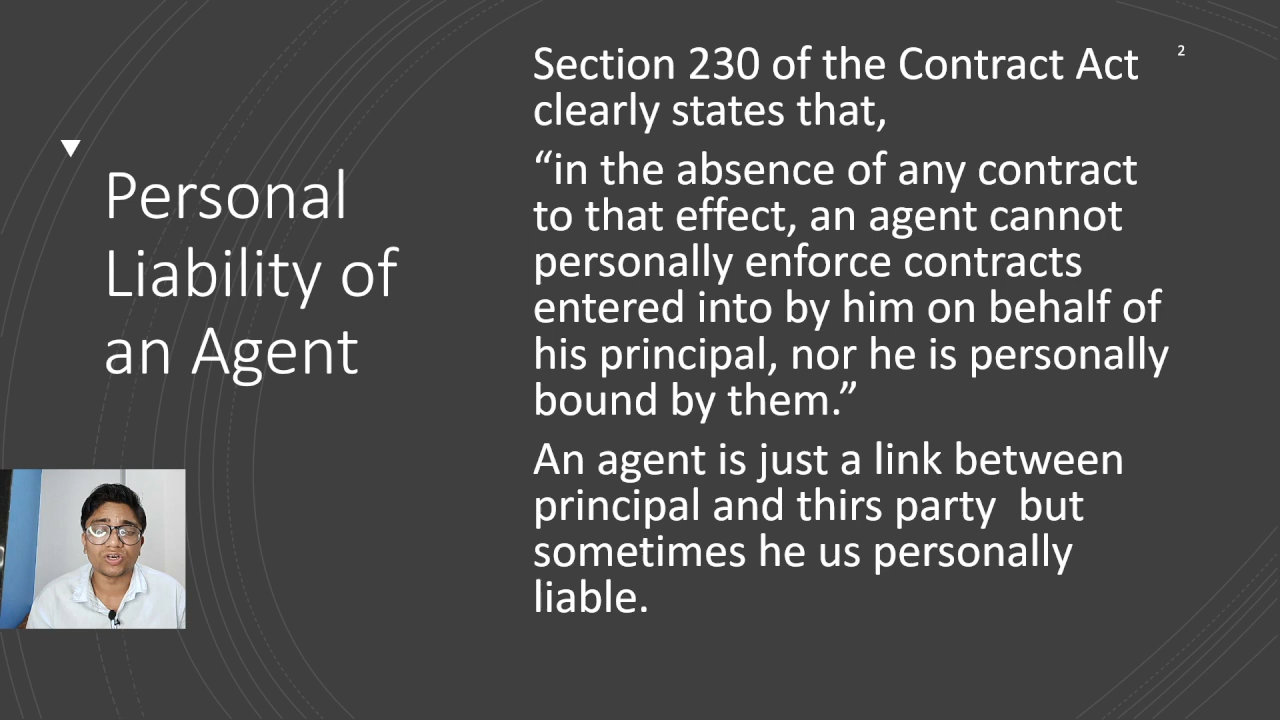 Personal
Liability of
an Agent
Section 230 of the Contract Act
clearly states that,
“in the absence of any contract
to that effect, an agent cannot
personally enforce contracts
entered into by him on behalf of
his principal, nor he is personally
bound by them.”
An agent is just a link between
principal and thirs party  but
sometimes he us personally
liable.
2